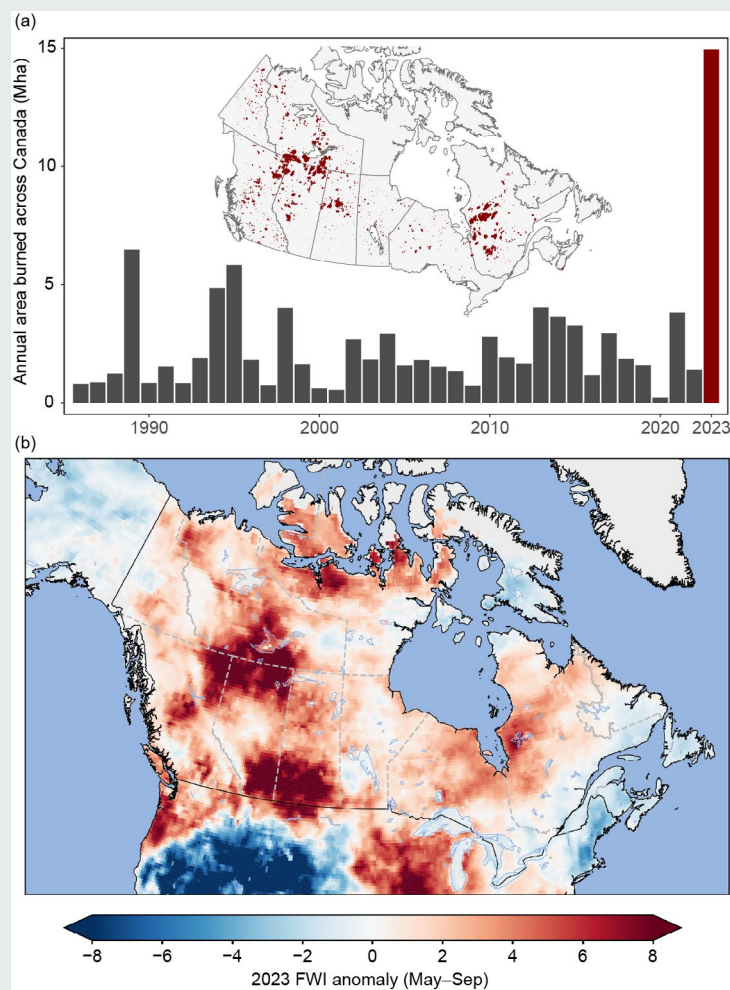 (a)
15
10
5
0
Annual area burned across Canada (Mha)
1990 2000 2010 2020 2023
(b)
−8 −6 −4 −2 0 2 4 6 8
2023 FWI anomaly (May–Sep)